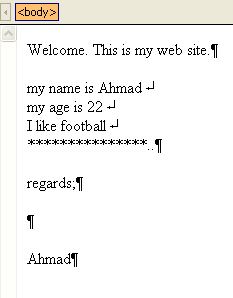 <body>
Welcome. This is my web site.¶
my name is Ahmad ↵
my age is 22 ↵
I like football ↵
***************..¶
regards;¶
¶
Ahmad¶